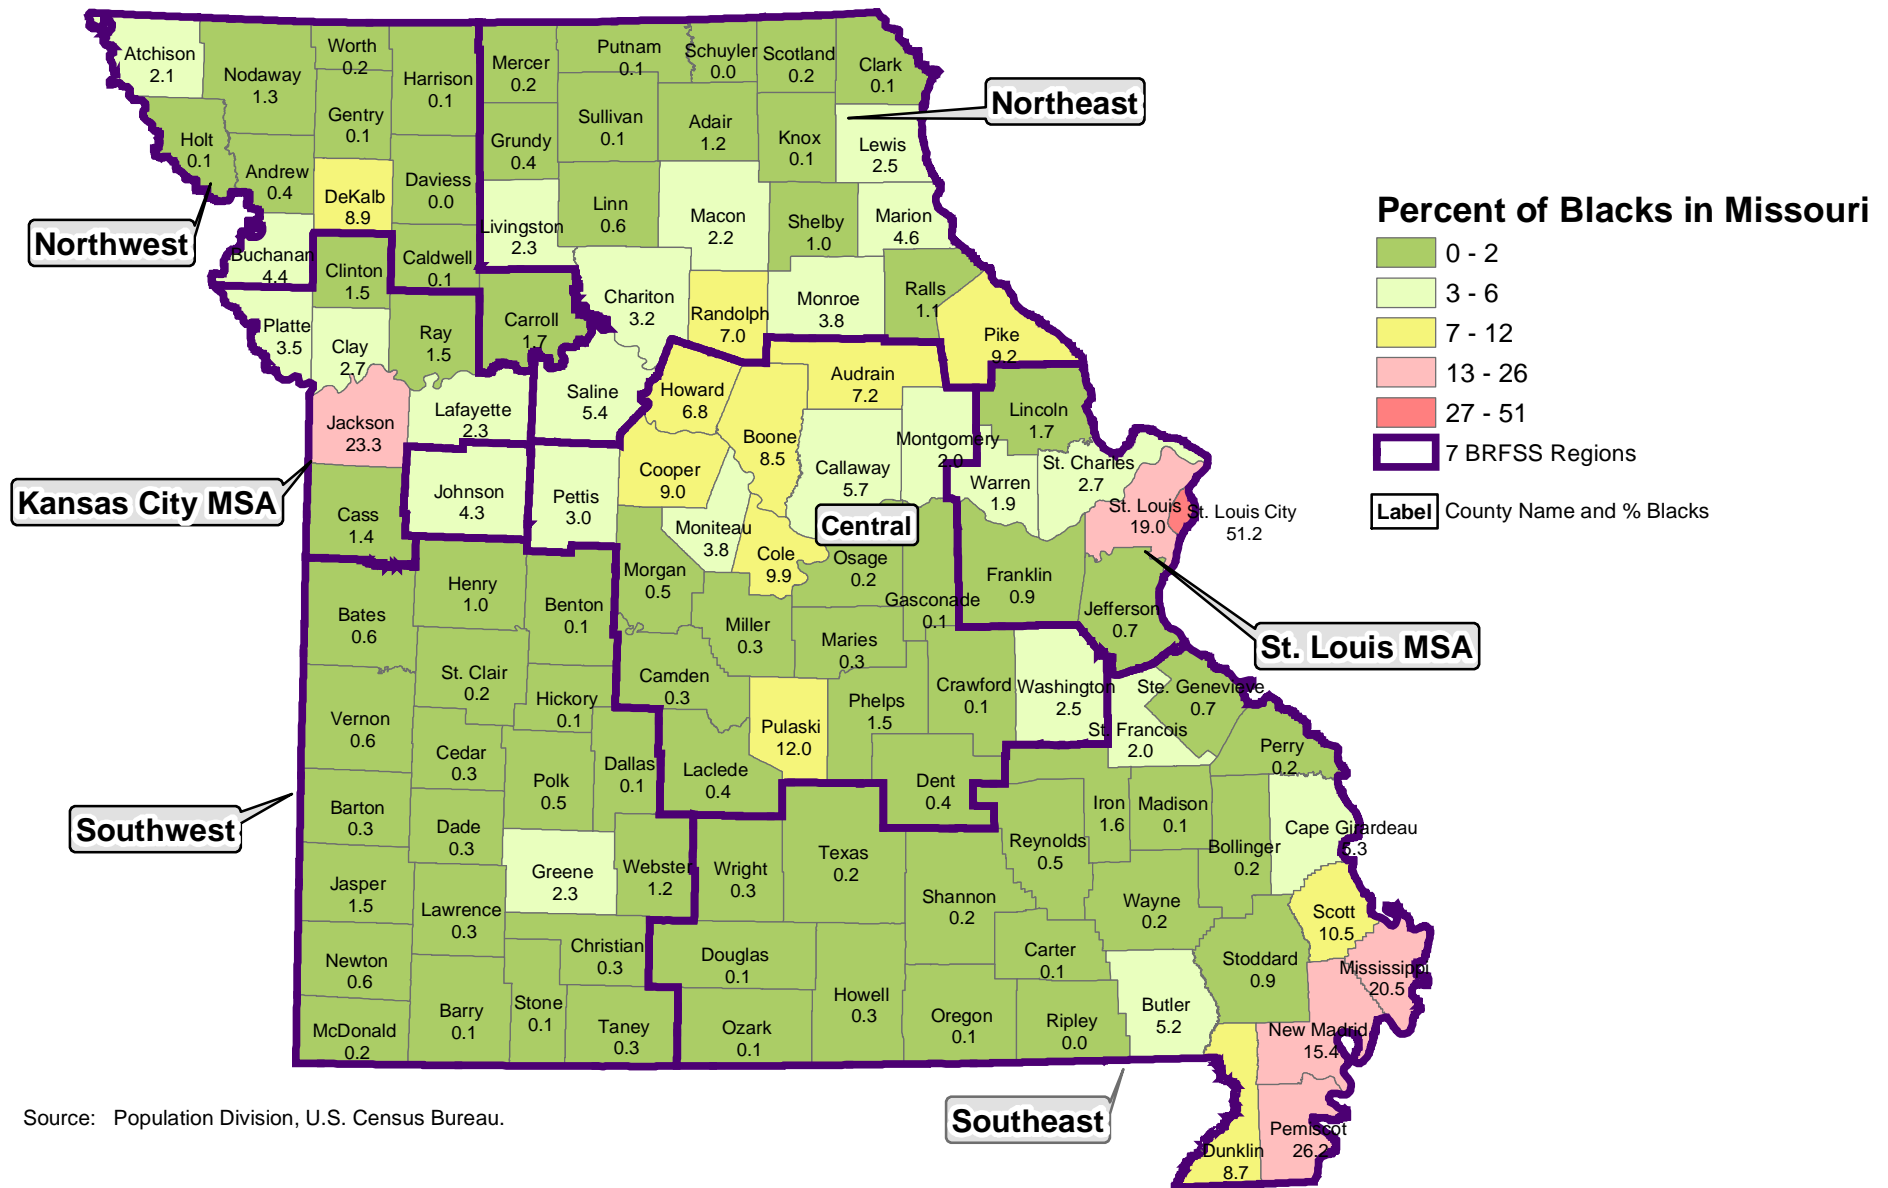 Atchison
2.1
Nodaway
1.3
Worth
0.2
Harrison
0.1
Gentry
0.1
Holt
0.1
Andrew
0.4
DeKalb
8.9
Daviess
0.0
Buchanan
4.4
Clinton
1.5
Caldwell
0.1
Mercer
0.2
Putnam
0.1
Schuyler
0.0
Scotland
0.2
Clark
0.1
Grundy
0.4
Sullivan
0.1
Adair
1.2
Knox
0.1
Lewis
2.5
Livingston
2.3
Linn
0.6
Macon
2.2
Shelby
1.0
Marion
4.6
Chariton
3.2
Randolph
7.0
Monroe
3.8
Ralls
1.1
Pike
9.2
Northeast
Northwest
Platte
3.5
Clay
2.7
Ray
1.5
Carroll
1.7
Jackson
23.3
Lafayette
2.3
Saline
5.4
Howard
6.8
Audrain
7.2
Boone
8.5
Cooper
9.0
Callaway
5.7
Montgomery
2.0
Lincoln
1.7
Warren
1.9
St. Charles
2.7
St. Louis
19.0
St. Louis City
51.2
Kansas City MSA
Johnson
4.3
Pettis
3.0
Cass
1.4
Moniteau
3.8
Central
Cole
9.9
Osage
0.2
Gasconade
0.1
Franklin
0.9
Jefferson
0.7
St. Louis MSA
Bates
0.6
Henry
1.0
Benton
0.1
Morgan
0.5
Miller
0.3
Maries
0.3
Camden
0.3
Pulaski
12.0
Phelps
1.5
Crawford
0.1
Washington
2.5
Ste. Genevieve
0.7
St. Francois
2.0
Perry
0.2
Vernon
0.6
St. Clair
0.2
Hickory
0.1
Cedar
0.3
Polk
0.5
Dallas
0.1
Laclede
0.4
Dent
0.4
Southwest
Barton
0.3
Dade
0.3
Greene
2.3
Webster
1.2
Wright
0.3
Texas
0.2
Reynolds
0.5
Iron
1.6
Madison
0.1
Bollinger
0.2
Cape Girardeau
5.3
Jasper
1.5
Lawrence
0.3
Christian
0.3
Shannon
0.2
Wayne
0.2
Scott
10.5
Newton
0.6
Barry
0.1
Stone
0.1
Taney
0.3
McDonald
0.2
Douglas
0.1
Ozark
0.1
Howell
0.3
Oregon
0.1
Carter
0.1
Ripley
0.0
Butler
5.2
Stoddard
0.9
Mississippi
20.5
New Madrid
15.4
Pemiscot
26.2
Dunklin
8.7
Southeast
Percent of Blacks in Missouri
0 - 2
3 - 6
7 - 12
13 - 26
27 - 51
7 BRFSS Regions
Label County Name and % Blacks
Source: Population Division, U.S. Census Bureau.